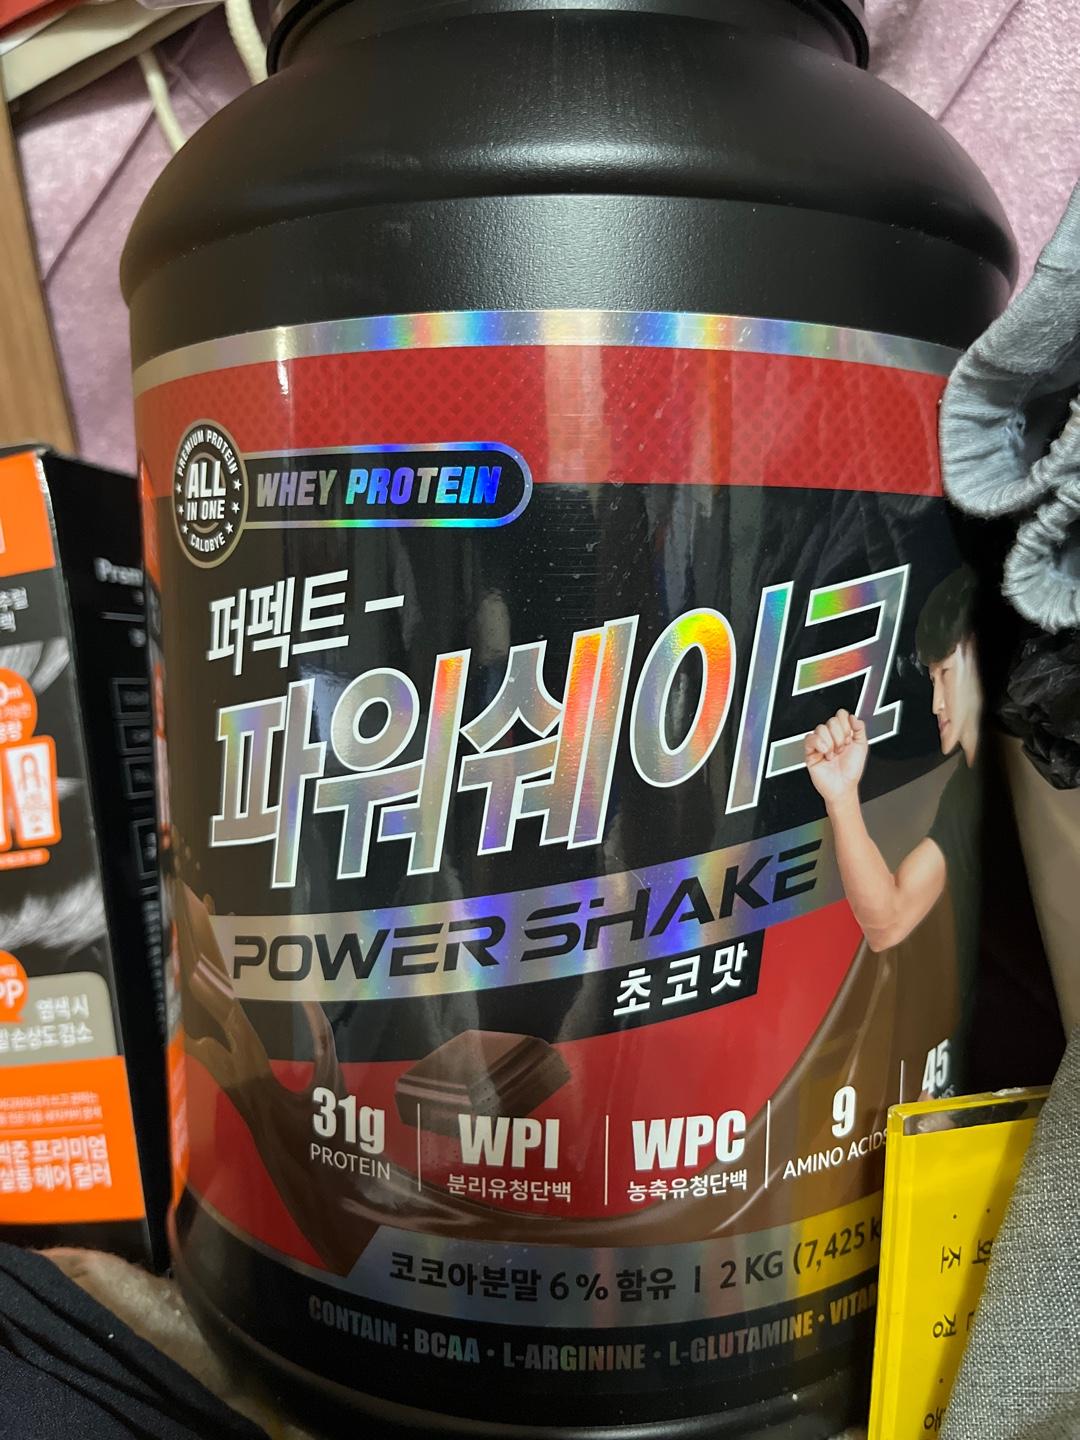 PREMIUM PROTEIN
ALL
IN ONE
CALOBYE
WHEY PROTEIN
퍼펙트-
파워쉐이크
POWER SHAKE
초코맛
31g
PROTEIN
WPI
분리유청단백
WPC
농축유청단백
9
AMINO ACIDS
45
코코아분말 6% 함유 | 2 KG (7,425
CONTAIN : BCAA · L-ARGININE · L-GLUTAMINE ·
염색 시
손상도 감소
프리미엄
헤어 컬러